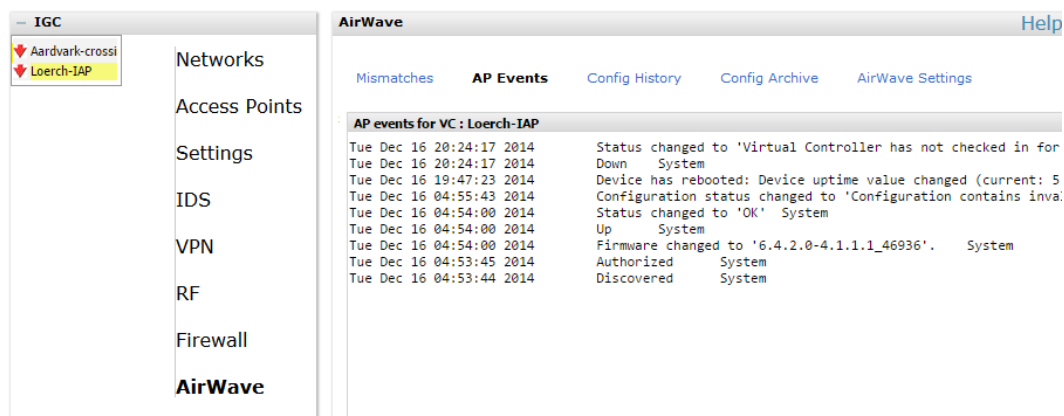 IGC
Aardvark-crossi
Loerch-IAP
Networks
Access Points
Settings
IDS
VPN
RF
Firewall
AirWave
AirWave Help
Mismatches AP Events Config History Config Archive AirWave Settings
AP events for VC : Loerch-IAP
Tue Dec 16 20:24:17 2014 Status changed to 'Virtual Controller has not checked in for
Tue Dec 16 20:24:17 2014 Down System
Tue Dec 16 19:47:23 2014 Device has rebooted: Device uptime value changed (current: 5
Tue Dec 16 04:55:43 2014 Configuration status changed to 'Configuration contains inva
Tue Dec 16 04:54:00 2014 Status changed to 'OK' System
Tue Dec 16 04:54:00 2014 Up System
Tue Dec 16 04:54:00 2014 Firmware changed to '6.4.2.0-4.1.1.1_46936'. System
Tue Dec 16 04:53:45 2014 Authorized System
Tue Dec 16 04:53:44 2014 Discovered System